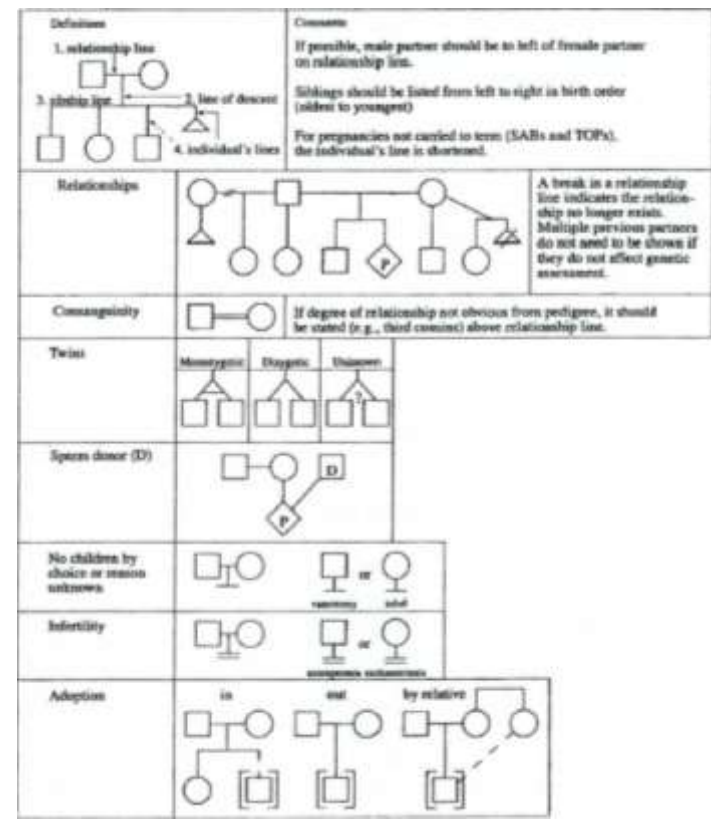 Definitions
Comments
1. relationship line
2. line of descent
3. sibship line
4. individual's lines
If possible, male partner should be to left of female partner
on relationship line.
Siblings should be listed from left to right in birth order
(oldest to youngest)
For pregnancies not carried to term (SABs and TOPs),
the individual's line is shortened.
Relationships
P
A break in a relationship
line indicates the relation-
ship no longer exists.
Multiple previous partners
do not need to be shown if
they do not affect genetic
assessment.
Consanguinity
If degree of relationship not obvious from pedigree, it should
be stated (e.g., third cousins) above relationship line.
Twins
Monozygotic
Dizygotic
Unknown
?
Sperm donor (D)
D
P
No children by
choice or reason
unknown
or
vasectomy
tubal
Infertility
or
azoospermia
endometriosis
Adoption
in
out
by relative